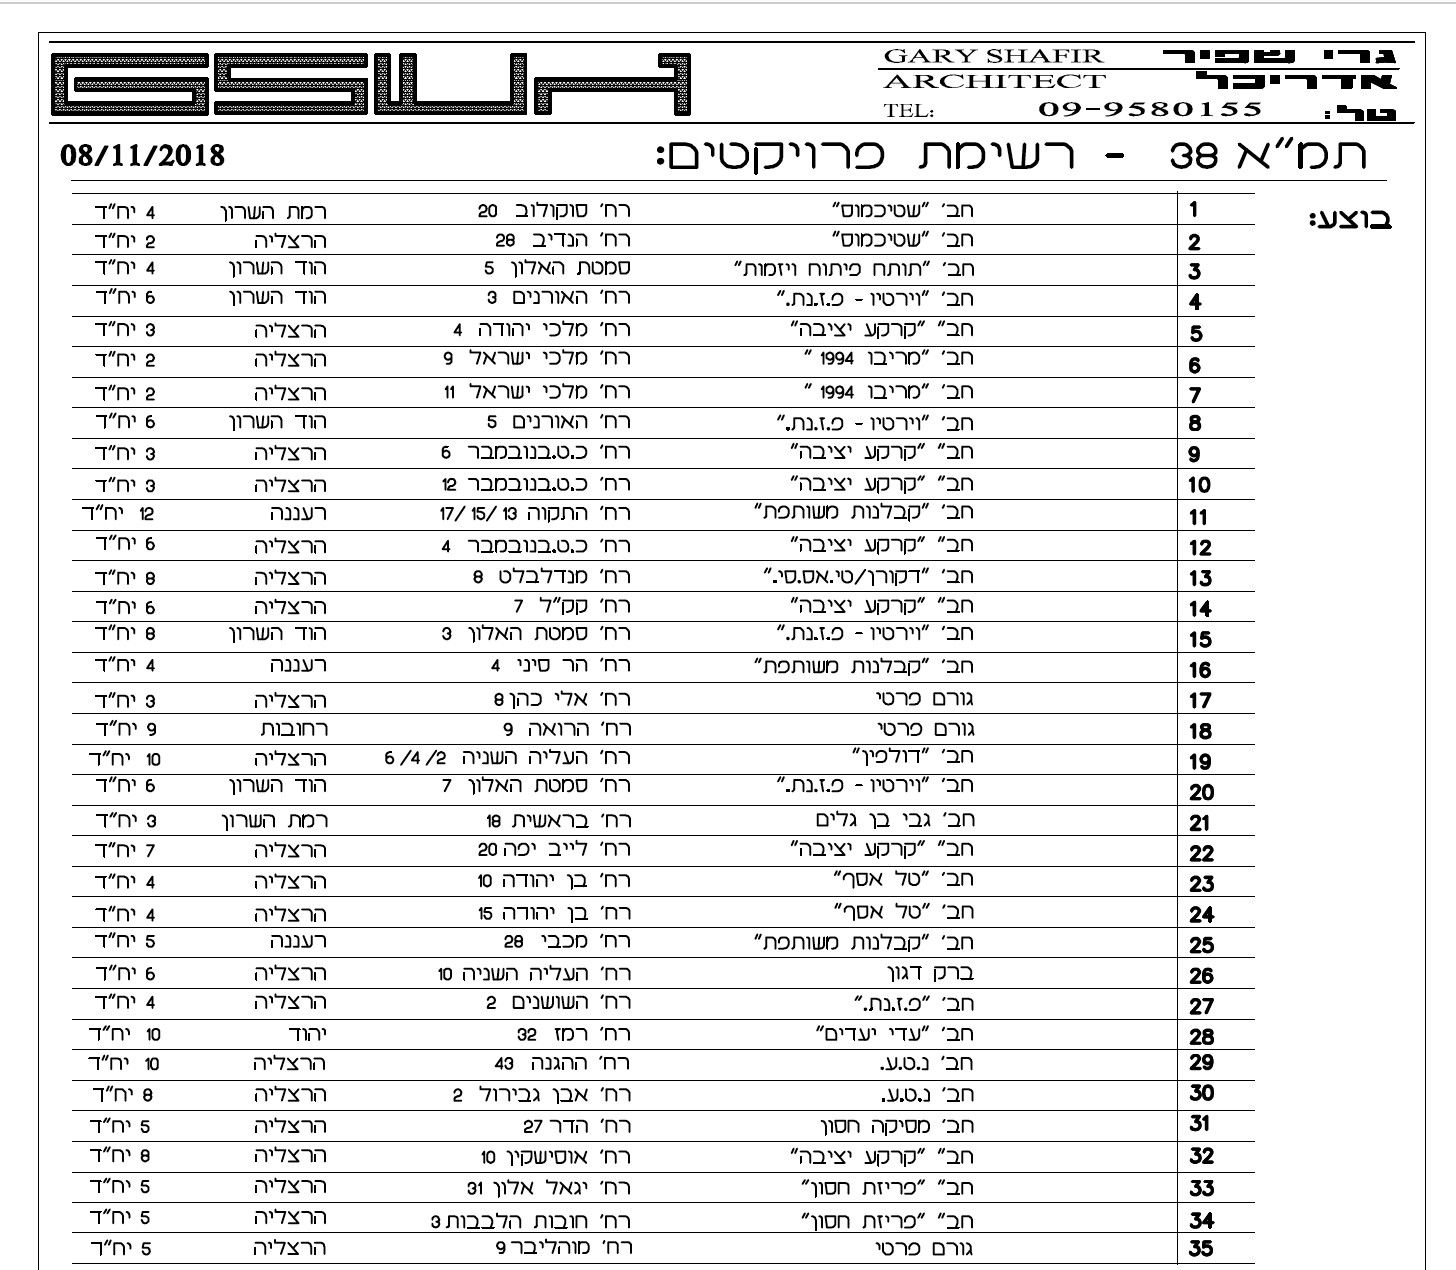 GSUH
GARY SHAFIR גרי שפיר
ARCHITECT אדריכל
TEL: 09-9580155 טל:
תמ"א 38 - רשימת פרויקטים: 08/11/2018
בוצע:
1 חב' "שטיכמוס" רח' סוקולוב 20 רמת השרון 4 יח"ד
2 חב' "שטיכמוס" רח' הנדיב 28 הרצליה 2 יח"ד
3 חב' "תותח פיתוח ויזמות" סמטת האלון 5 הוד השרון 4 יח"ד
4 חב' "וירטיו - פ.ז.נת." רח' האורנים 3 הוד השרון 6 יח"ד
5 חב" "קרקע יציבה" רח' מלכי יהודה 4 הרצליה 3 יח"ד
6 חב' "מריבו 1994 " רח' מלכי ישראל 9 הרצליה 2 יח"ד
7 חב' "מריבו 1994 " רח' מלכי ישראל 11 הרצליה 2 יח"ד
8 חב' "וירטיו - פ.ז.נת." רח' האורנים 5 הוד השרון 6 יח"ד
9 חב" "קרקע יציבה" רח' כ.ט.בנובמבר 6 הרצליה 3 יח"ד
10 חב" "קרקע יציבה" רח' כ.ט.בנובמבר 12 הרצליה 3 יח"ד
11 חב' "קבלנות משותפת" רח' התקוה 13/ 15/ 17 רעננה 12 יח"ד
12 חב" "קרקע יציבה" רח' כ.ט.בנובמבר 4 הרצליה 6 יח"ד
13 חב' "דקורן/טי.אס.סי." רח' מנדלבלט 8 הרצליה 8 יח"ד
14 חב" "קרקע יציבה" רח' קק"ל 7 הרצליה 6 יח"ד
15 חב' "וירטיו - פ.ז.נת." רח' סמטת האלון 3 הוד השרון 8 יח"ד
16 חב' "קבלנות משותפת" רח' הר סיני 4 רעננה 4 יח"ד
17 גורם פרטי רח' אלי כהן 8 הרצליה 3 יח"ד
18 גורם פרטי רח' הרואה 9 רחובות 9 יח"ד
19 חב' "דולפין" רח' העליה השניה 2/ 4/ 6 הרצליה 10 יח"ד
20 חב' "וירטיו - פ.ז.נת." רח' סמטת האלון 7 הוד השרון 6 יח"ד
21 חב' גבי בן גלים רח' בראשית 18 רמת השרון 3 יח"ד
22 חב" "קרקע יציבה" רח' לייב יפה 20 הרצליה 7 יח"ד
23 חב' "טל אסף" רח' בן יהודה 10 הרצליה 4 יח"ד
24 חב' "טל אסף" רח' בן יהודה 15 הרצליה 4 יח"ד
25 חב' "קבלנות משותפת" רח' מכבי 28 רעננה 5 יח"ד
26 ברק דגון רח' העליה השניה 10 הרצליה 6 יח"ד
27 חב' "פ.ז.נת." רח' השושנים 2 הרצליה 4 יח"ד
28 חב' "עדי יעדים" רח' רמז 32 יהוד 10 יח"ד
29 חב' נ.ט.ע. רח' ההגנה 43 הרצליה 10 יח"ד
30 חב' נ.ט.ע. רח' אבן גבירול 2 הרצליה 8 יח"ד
31 חב' מסיקה חסון רח' הדר 27 הרצליה 5 יח"ד
32 חב" "קרקע יציבה" רח' אוסישקין 10 הרצליה 8 יח"ד
33 חב" "פריזת חסון" רח' יגאל אלון 31 הרצליה 5 יח"ד
34 חב" "פריזת חסון" רח' חובות הלבבות 3 הרצליה 5 יח"ד
35 גורם פרטי רח' מוהליבר 9 הרצליה 5 יח"ד